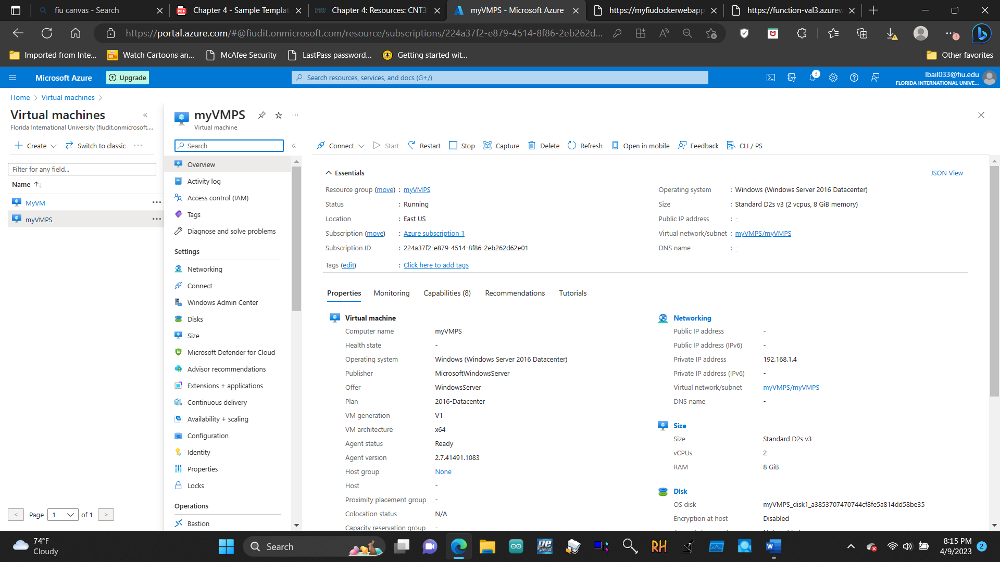 fiu canvas - Search
Chapter 4 - Sample Templat
Chapter 4: Resources: CNT3
myVMPS - Microsoft Azure
https://myfiudockerwebapp
https://function-val3.azurew
https://portal.azure.com/#@fiudit.onmicrosoft.com/resource/subscriptions/224a37f2-e879-4514-8f86-2eb262d...
Imported from Inte...
Watch Cartoons an...
McAfee Security
LastPass password...
Getting started wit...
Other favorites
Microsoft Azure
Upgrade
Search resources, services, and docs (G+/)
3
lbail033@fiu.edu
FLORIDA INTERNATIONAL UNIVE...
Home > Virtual machines >
Virtual machines
Florida International University (fiudit.onmicrosoft....
Create
Switch to classic
Filter for any field...
Name
MyVM
myVMPS
< Page 1 of 1 >
myVMPS
Virtual machine
Search
Overview
Activity log
Access control (IAM)
Tags
Diagnose and solve problems
Settings
Networking
Connect
Windows Admin Center
Disks
Size
Microsoft Defender for Cloud
Advisor recommendations
Extensions + applications
Continuous delivery
Availability + scaling
Configuration
Identity
Properties
Locks
Operations
Bastion
Connect
Start
Restart
Stop
Capture
Delete
Refresh
Open in mobile
Feedback
CLI / PS
Essentials
JSON View
Resource group (move) : myVMPS
Status : Running
Location : East US
Subscription (move) : Azure subscription 1
Subscription ID : 224a37f2-e879-4514-8f86-2eb262d62e01
Tags (edit) : Click here to add tags
Operating system : Windows (Windows Server 2016 Datacenter)
Size : Standard D2s v3 (2 vcpus, 8 GiB memory)
Public IP address : -
Virtual network/subnet : myVMPS/myVMPS
DNS name : -
Properties
Monitoring
Capabilities (8)
Recommendations
Tutorials
Virtual machine
Computer name myVMPS
Health state -
Operating system Windows (Windows Server 2016 Datacenter)
Publisher MicrosoftWindowsServer
Offer WindowsServer
Plan 2016-Datacenter
VM generation V1
VM architecture x64
Agent status Ready
Agent version 2.7.41491.1083
Host group None
Host -
Proximity placement group -
Colocation status N/A
Capacity reservation group -
Networking
Public IP address -
Public IP address (IPv6) -
Private IP address 192.168.1.4
Private IP address (IPv6) -
Virtual network/subnet myVMPS/myVMPS
DNS name -
Size
Size Standard D2s v3
vCPUs 2
RAM 8 GiB
Disk
OS disk myVMPS_disk1_a3853707470744cf8fe5a814dd58be35
Encryption at host Disabled
74°F
Cloudy
Search
RH
8:15 PM
4/9/2023
2